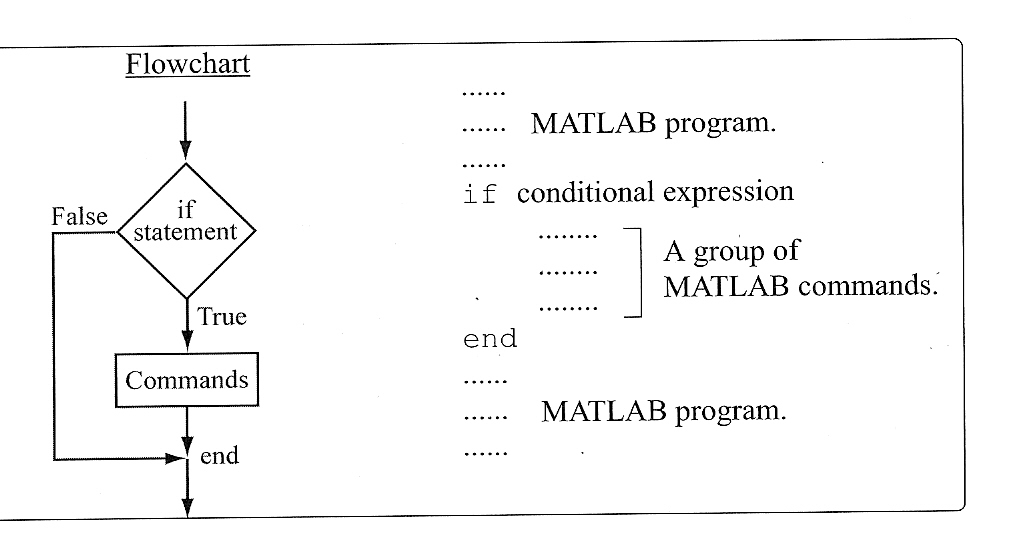 Flowchart
if
statement
False
True
Commands
end
......
...... MATLAB program.
......
if conditional expression
........
........
........
A group of
MATLAB commands.
end
......
...... MATLAB program.
......